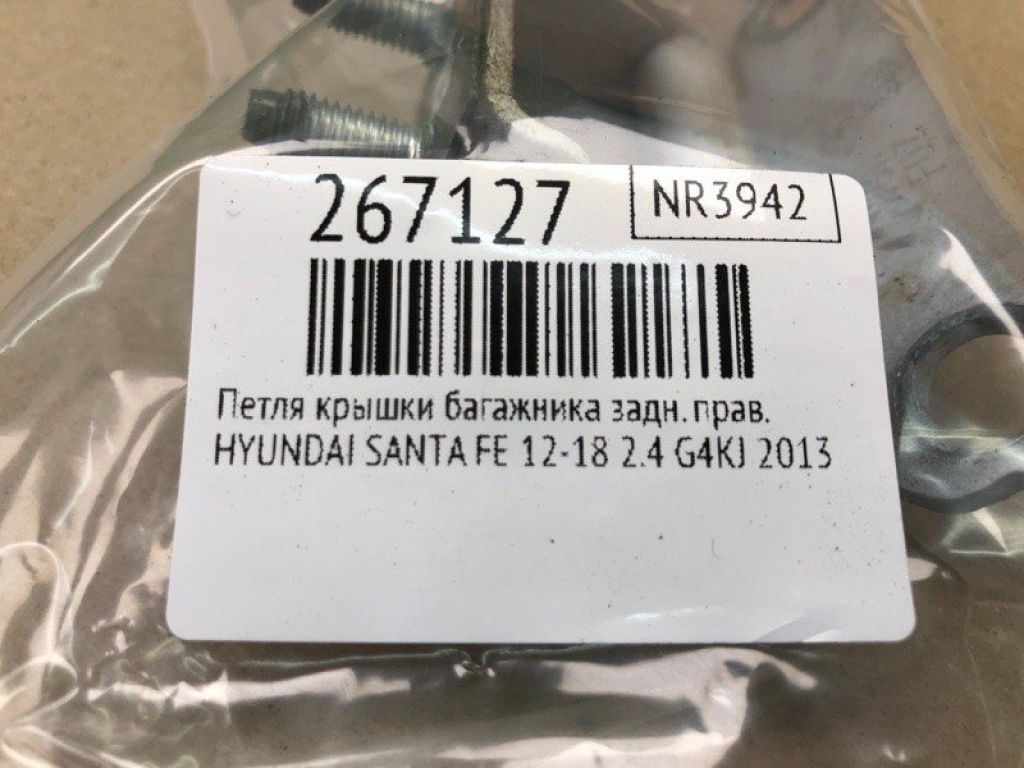 267127
NR3942
Петля крышки багажника задн. прав.
HYUNDAI SANTA FE 12-18 2.4 G4KJ 2013